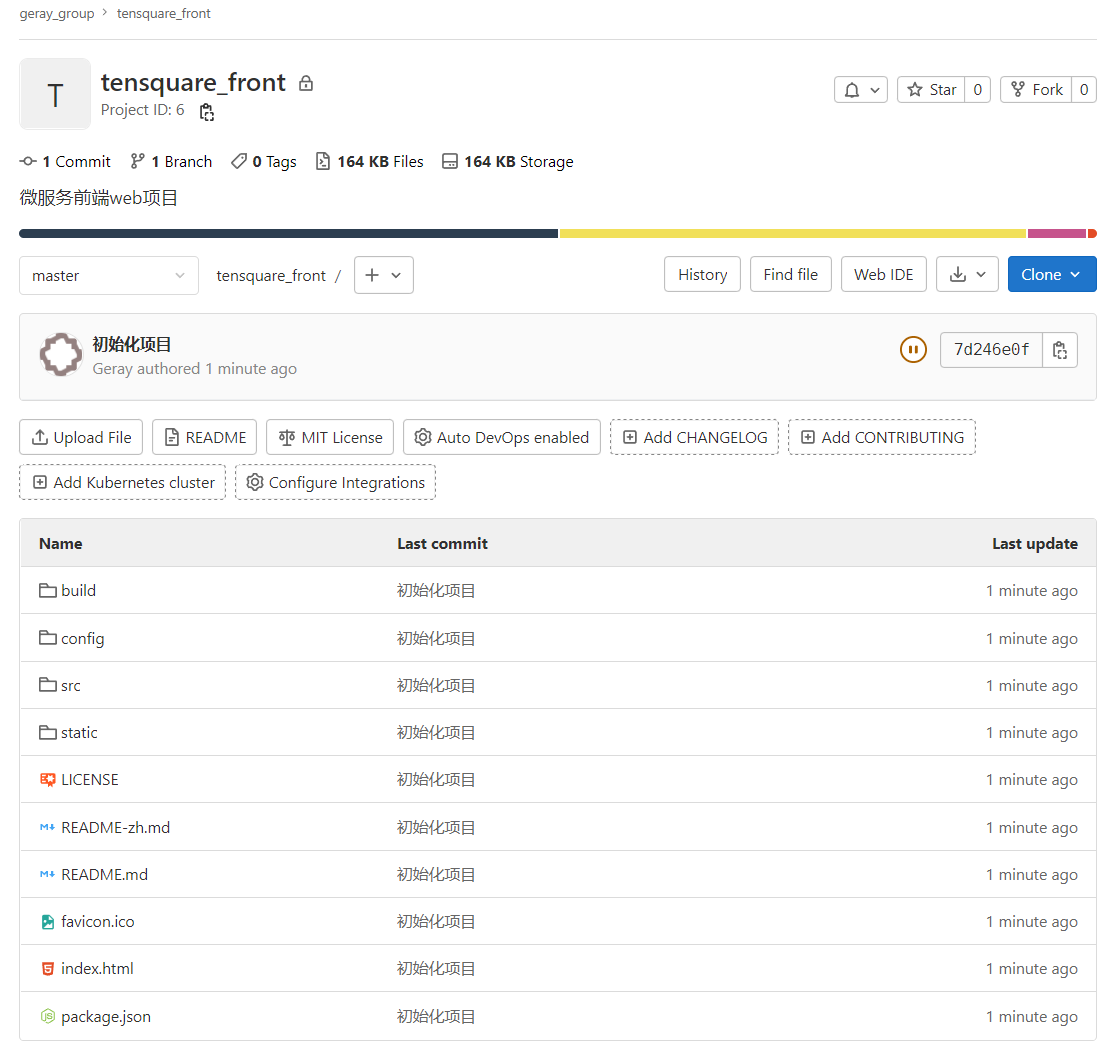 geray_group > tensquare_front
T
tensquare_front
Project ID: 6
Star 0
Fork 0
1 Commit 1 Branch 0 Tags 164 KB Files 164 KB Storage
微服务前端web项目
master
tensquare_front /
History
Find file
Web IDE
Clone
初始化项目
Geray authored 1 minute ago
7d246e0f
Upload File
README
MIT License
Auto DevOps enabled
Add CHANGELOG
Add CONTRIBUTING
Add Kubernetes cluster
Configure Integrations
Name Last commit Last update
build 初始化项目 1 minute ago
config 初始化项目 1 minute ago
src 初始化项目 1 minute ago
static 初始化项目 1 minute ago
LICENSE 初始化项目 1 minute ago
README-zh.md 初始化项目 1 minute ago
README.md 初始化项目 1 minute ago
favicon.ico 初始化项目 1 minute ago
index.html 初始化项目 1 minute ago
package.json 初始化项目 1 minute ago